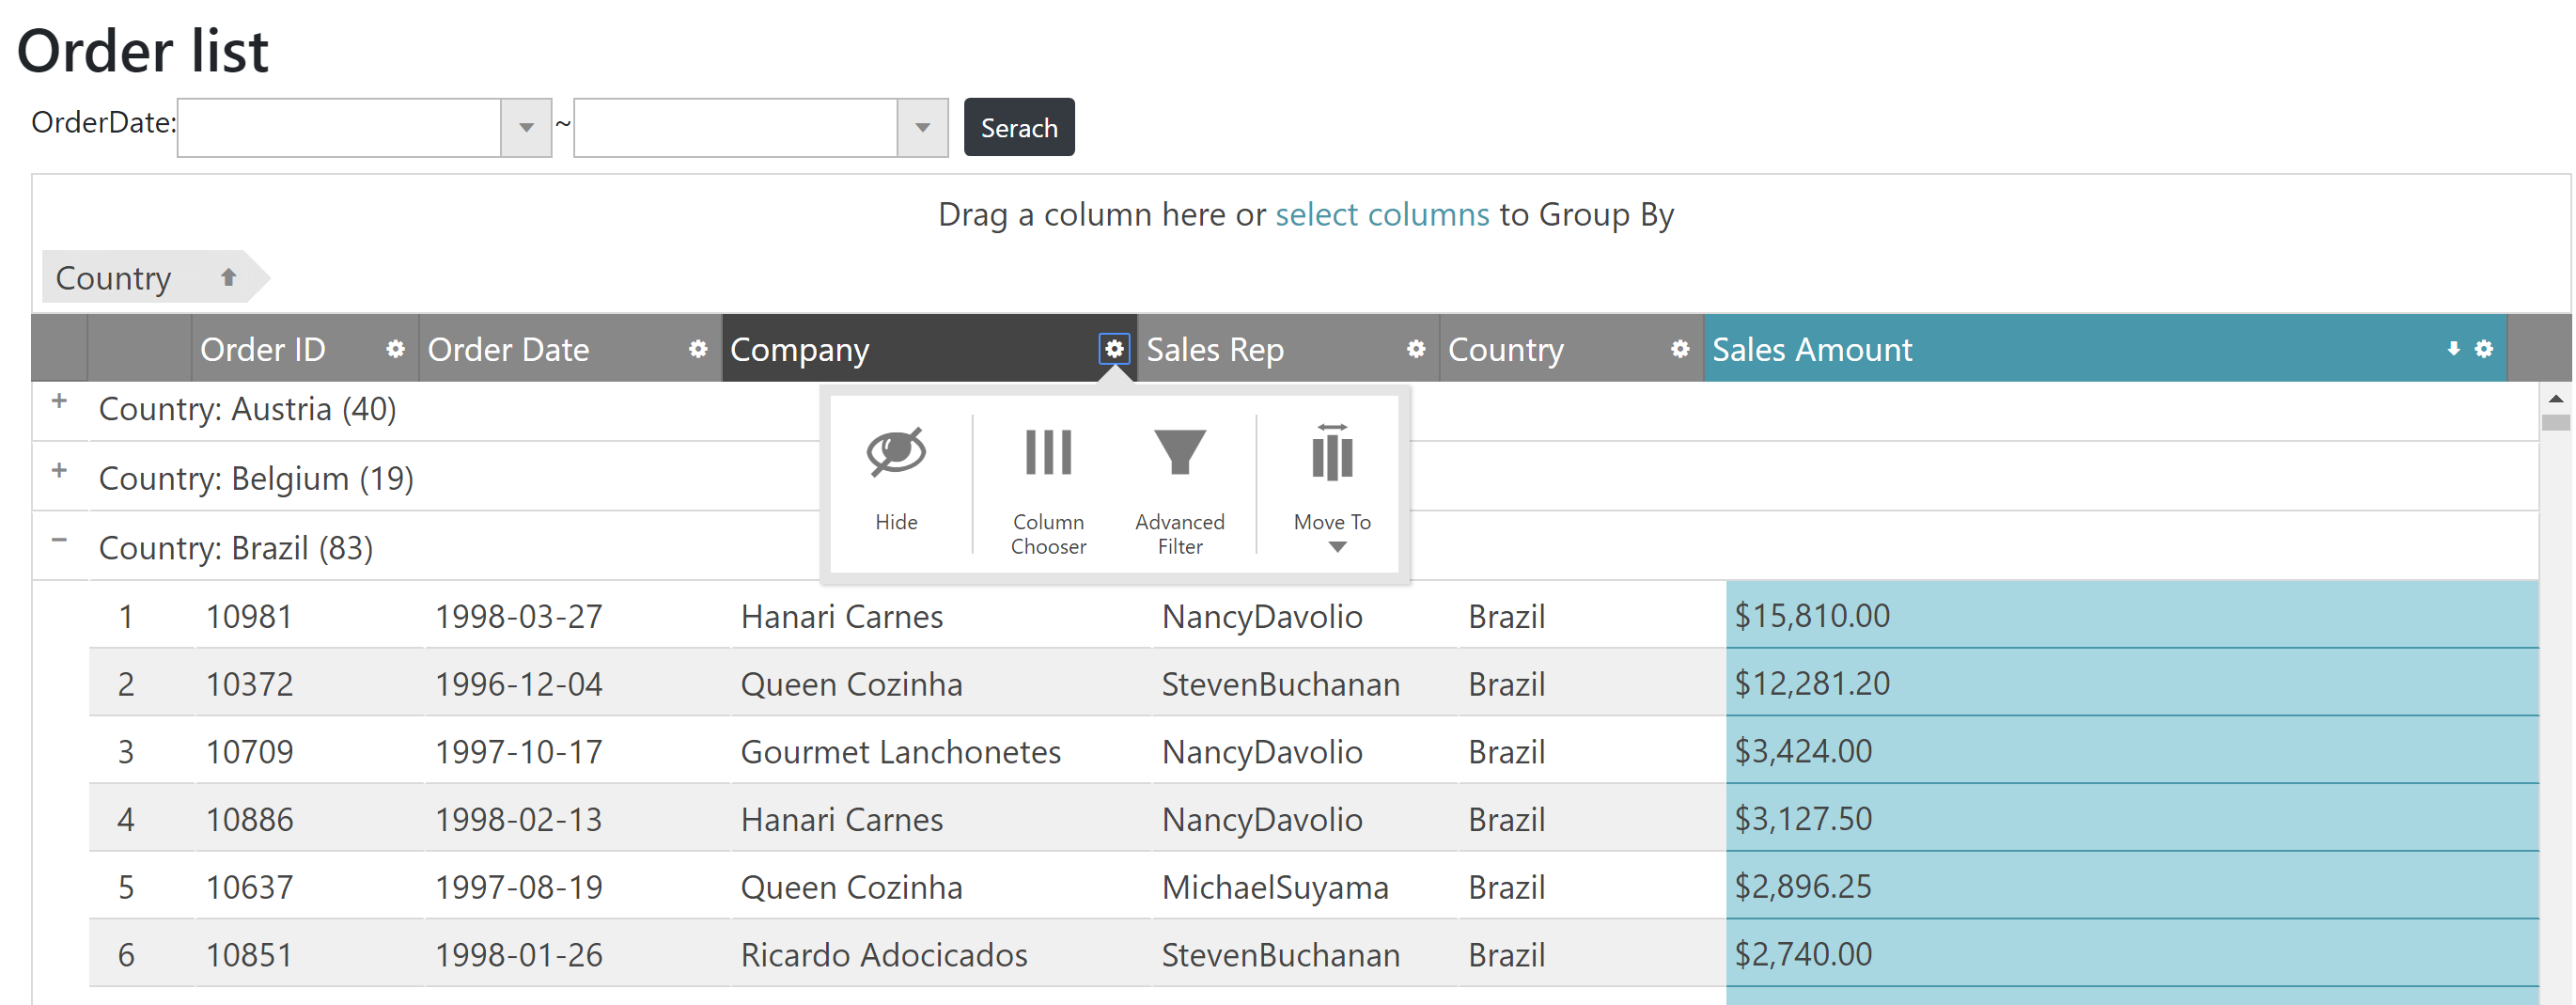 Order list
OrderDate: ~ Serach
Drag a column here or select columns to Group By
Country
Order ID Order Date Company Sales Rep Country Sales Amount
Country: Austria (40)
Country: Belgium (19)
Country: Brazil (83)
Hide Column Chooser Advanced Filter Move To
1 10981 1998-03-27 Hanari Carnes NancyDavolio Brazil $15,810.00
2 10372 1996-12-04 Queen Cozinha StevenBuchanan Brazil $12,281.20
3 10709 1997-10-17 Gourmet Lanchonetes NancyDavolio Brazil $3,424.00
4 10886 1998-02-13 Hanari Carnes NancyDavolio Brazil $3,127.50
5 10637 1997-08-19 Queen Cozinha MichaelSuyama Brazil $2,896.25
6 10851 1998-01-26 Ricardo Adocicados StevenBuchanan Brazil $2,740.00